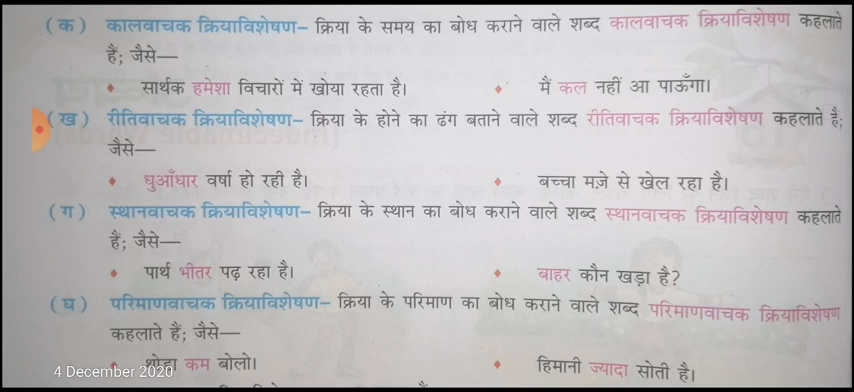 (क) कालवाचक क्रियाविशेषण– क्रिया के समय का बोध कराने वाले शब्द कालवाचक क्रियाविशेषण कहलाते
हैं; जैसे—
♦ सार्थक हमेशा विचारों में खोया रहता है। ♦ मैं कल नहीं आ पाऊँगा।
(ख) रीतिवाचक क्रियाविशेषण– क्रिया के होने का ढंग बताने वाले शब्द रीतिवाचक क्रियाविशेषण कहलाते है;
जैसे—
♦ धुआँधार वर्षा हो रही है। ♦ बच्चा मज़े से खेल रहा है।
(ग) स्थानवाचक क्रियाविशेषण– क्रिया के स्थान का बोध कराने वाले शब्द स्थानवाचक क्रियाविशेषण कहलाते
हैं; जैसे—
♦ पार्थ भीतर पढ़ रहा है। ♦ बाहर कौन खड़ा है?
(घ) परिमाणवाचक क्रियाविशेषण– क्रिया के परिमाण का बोध कराने वाले शब्द परिमाणवाचक क्रियाविशेषण
कहलाते हैं; जैसे—
♦ थोड़ा कम बोलो। ♦ हिमानी ज्यादा सोती है।
4 December 2020